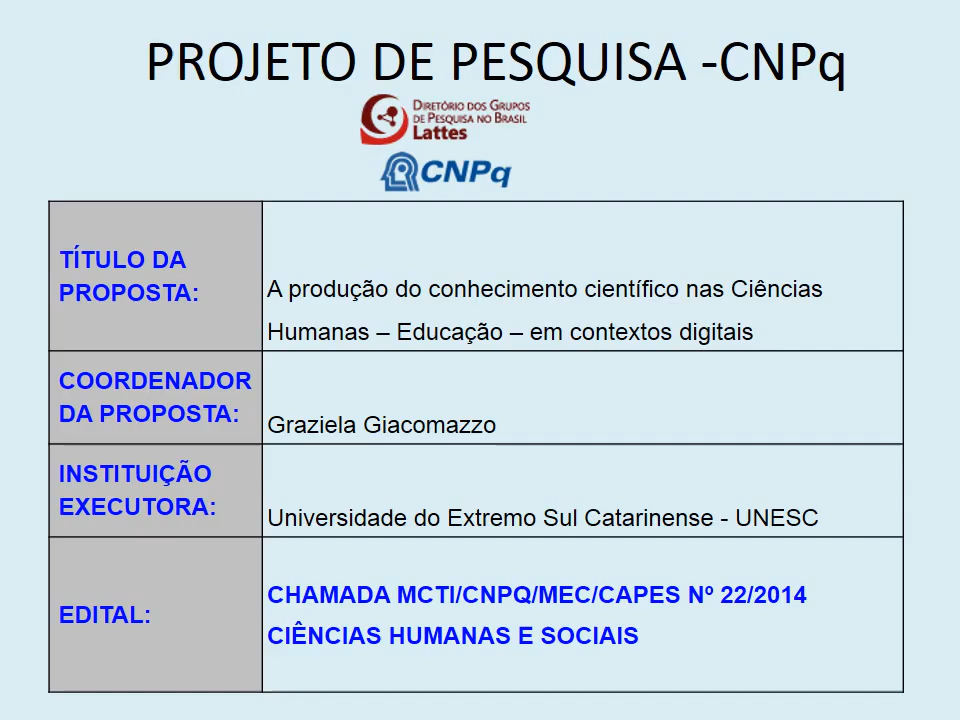 PROJETO DE PESQUISA -CNPq
DIRETÓRIO DOS GRUPOS
DE PESQUISA NO BRASIL
Lattes
CNPq
TÍTULO DA
PROPOSTA:
A produção do conhecimento científico nas Ciências
Humanas – Educação – em contextos digitais
COORDENADOR
DA PROPOSTA:
Graziela Giacomazzo
INSTITUIÇÃO
EXECUTORA:
Universidade do Extremo Sul Catarinense - UNESC
EDITAL:
CHAMADA MCTI/CNPQ/MEC/CAPES Nº 22/2014
CIÊNCIAS HUMANAS E SOCIAIS